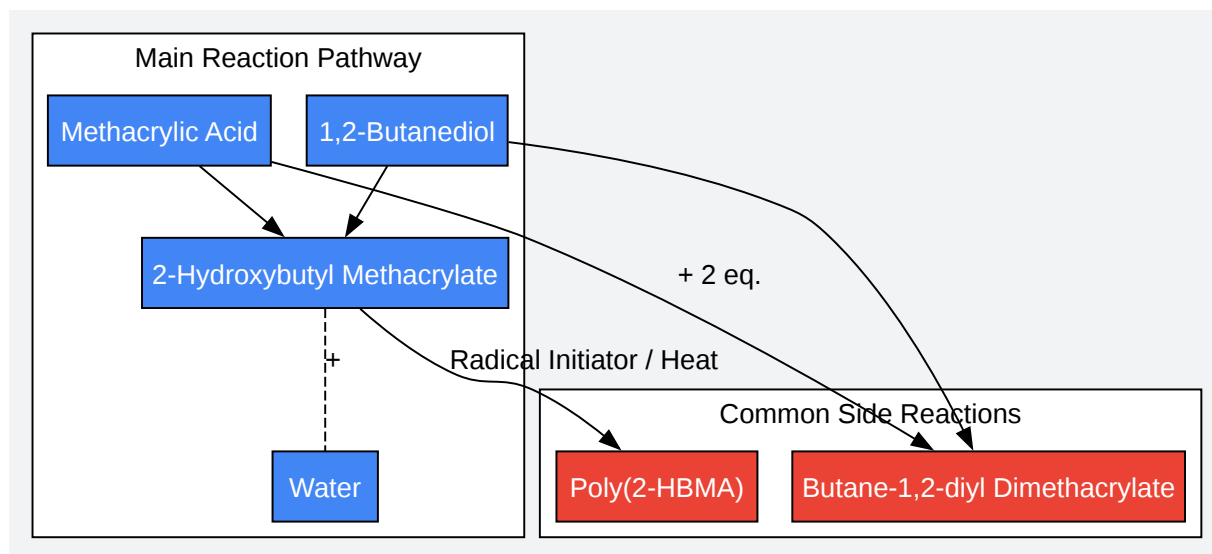 Main Reaction Pathway
Methacrylic Acid
1,2-Butanediol
2-Hydroxybutyl Methacrylate
+ 2 eq.
+
Radical Initiator / Heat
Common Side Reactions
Water
Poly(2-HBMA)
Butane-1,2-diyl Dimethacrylate